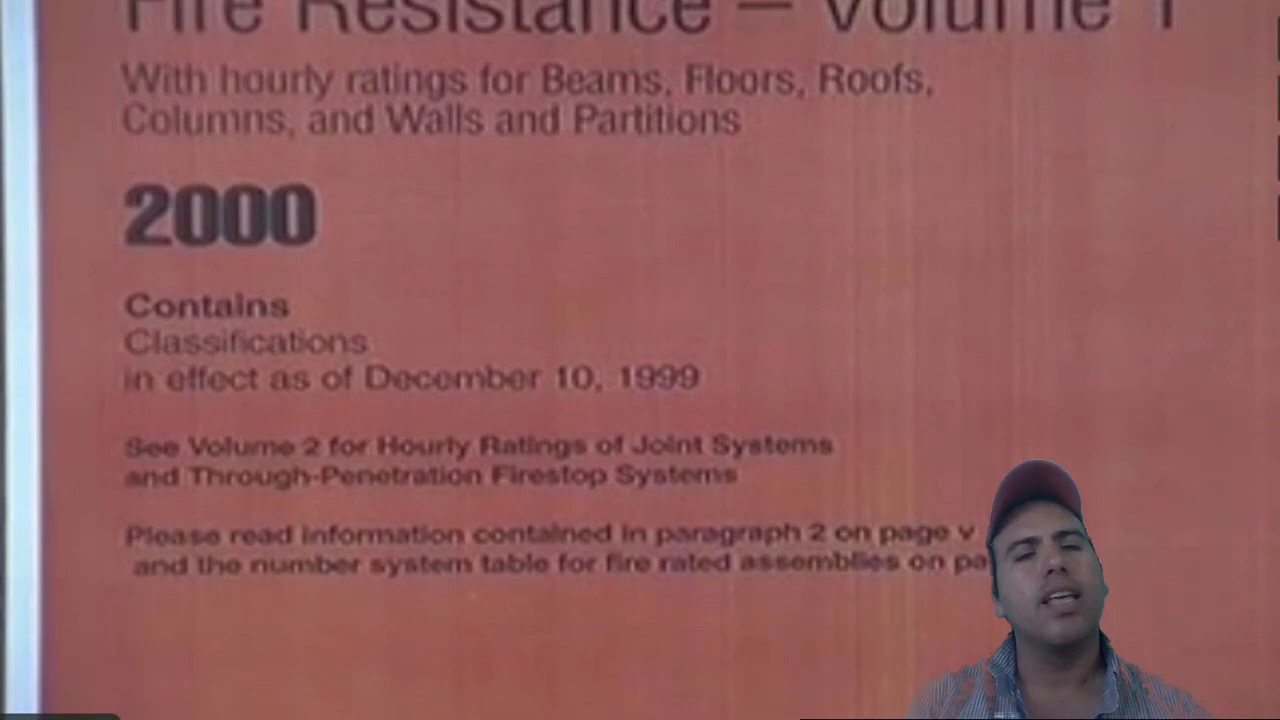 Fire Resistance – Volume 1
With hourly ratings for Beams, Floors, Roofs,
Columns, and Walls and Partitions
2000
Contains
Classifications
in effect as of December 10, 1999
See Volume 2 for Hourly Ratings of Joint Systems
and Through-Penetration Firestop Systems
Please read information contained in paragraph 2 on page v
and the number system table for fire rated assemblies on